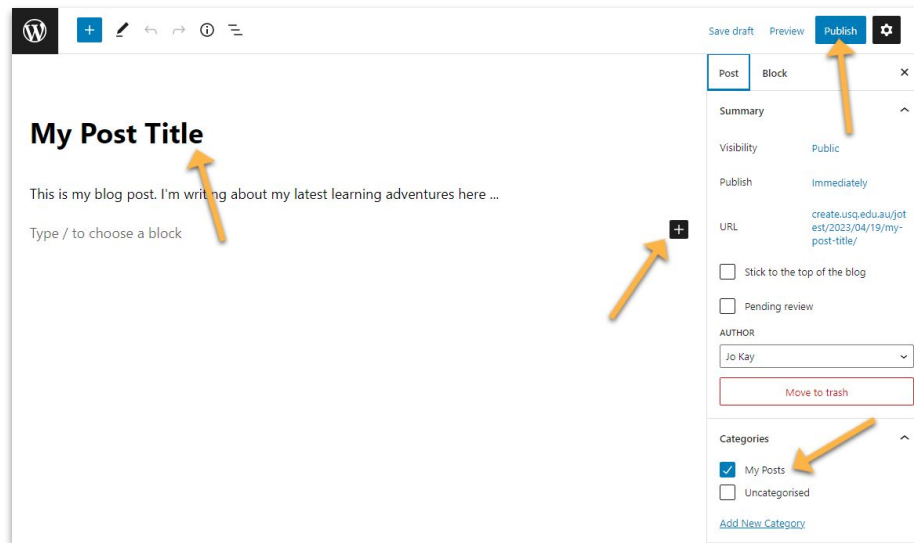 Save draft Preview Publish
Post Block
Summary
My Post Title
Visibility Public
This is my blog post. I'm writing about my latest learning adventures here ...
Publish Immediately
Type / to choose a block
URL create.usq.edu.au/jot
est/2023/04/19/my-
post-title/
Stick to the top of the blog
Pending review
AUTHOR
Jo Kay
Move to trash
Categories
My Posts
Uncategorised
Add New Category